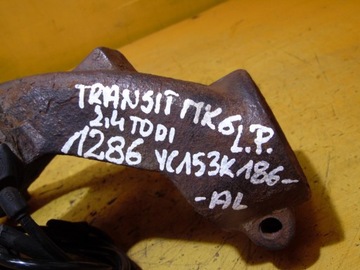 TRANSIT MK6 L.P.
2,4 TDDI
1286 YC153K186-
-AL